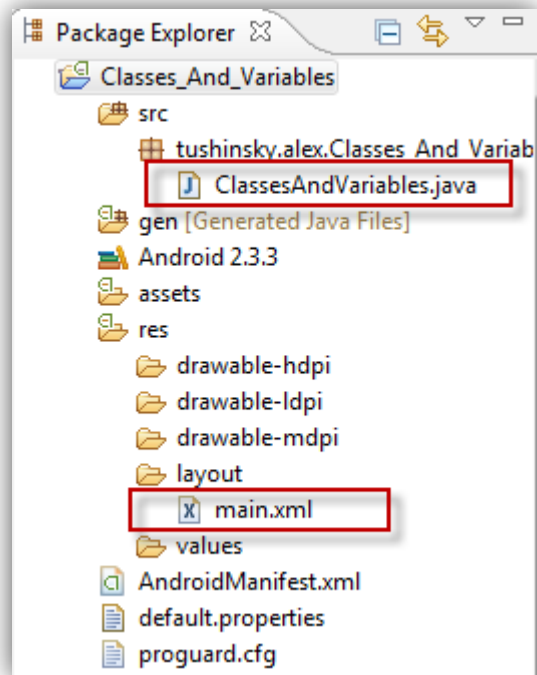 Package Explorer
Classes_And_Variables
src
tushinsky.alex.Classes_And_Variab
ClassesAndVariables.java
gen [Generated Java Files]
Android 2.3.3
assets
res
drawable-hdpi
drawable-ldpi
drawable-mdpi
layout
main.xml
values
AndroidManifest.xml
default.properties
proguard.cfg